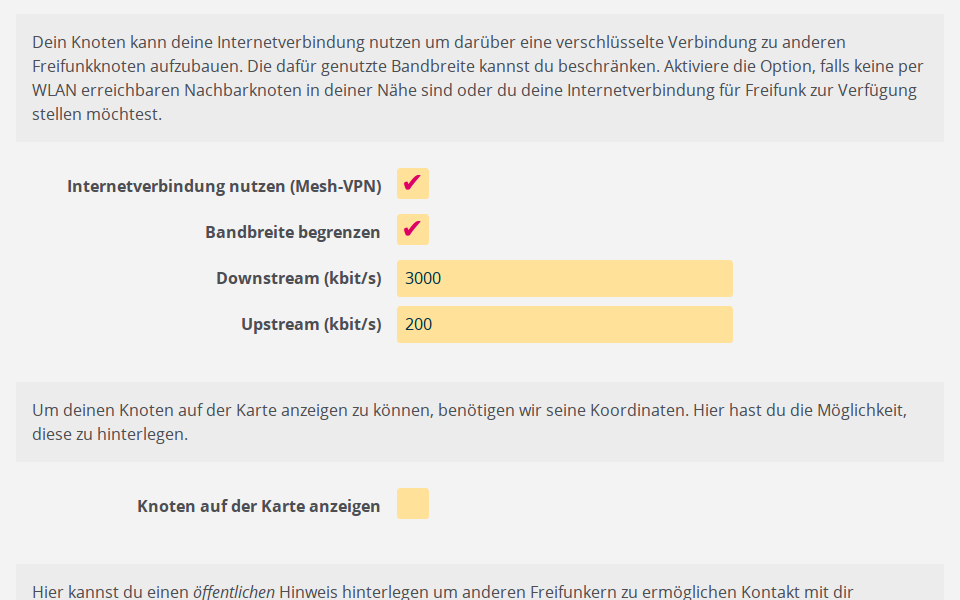 Dein Knoten kann deine Internetverbindung nutzen um darüber eine verschlüsselte Verbindung zu anderen
Freifunkknoten aufzubauen. Die dafür genutzte Bandbreite kannst du beschränken. Aktiviere die Option, falls keine per
WLAN erreichbaren Nachbarknoten in deiner Nähe sind oder du deine Internetverbindung für Freifunk zur Verfügung
stellen möchtest.
Internetverbindung nutzen (Mesh-VPN) ✔
Bandbreite begrenzen ✔
Downstream (kbit/s) 3000
Upstream (kbit/s) 200
Um deinen Knoten auf der Karte anzeigen zu können, benötigen wir seine Koordinaten. Hier hast du die Möglichkeit,
diese zu hinterlegen.
Knoten auf der Karte anzeigen
Hier kannst du einen öffentlichen Hinweis hinterlegen um anderen Freifunkern zu ermöglichen Kontakt mit dir